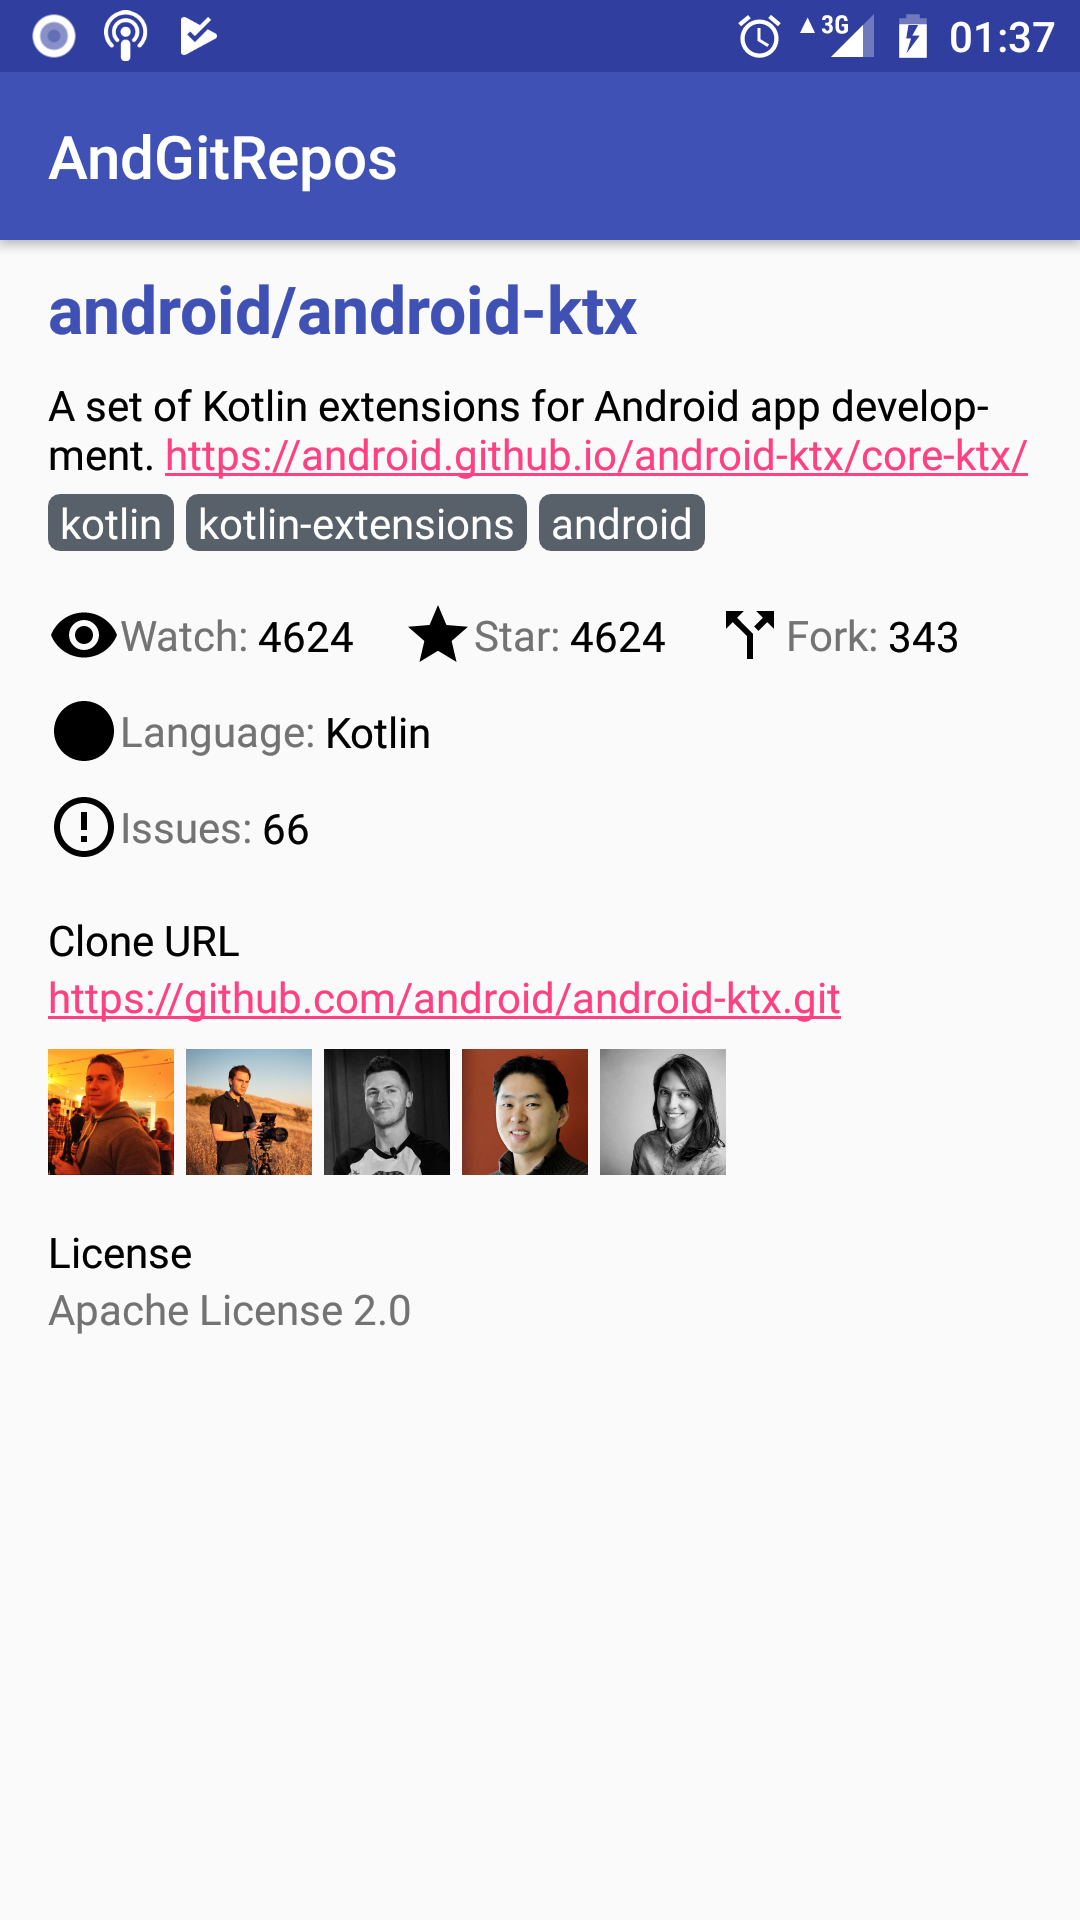 3G 01:37
AndGitRepos
android/android-ktx
A set of Kotlin extensions for Android app develop-
ment. https://android.github.io/android-ktx/core-ktx/
kotlin kotlin-extensions android
Watch: 4624 Star: 4624 Fork: 343
Language: Kotlin
Issues: 66
Clone URL
https://github.com/android/android-ktx.git
License
Apache License 2.0